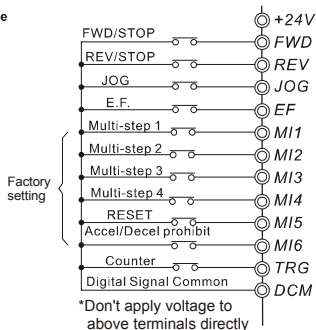 e
+24V
FWD/STOP FWD
REV/STOP REV
JOG JOG
E.F. EF
Multi-step 1 MI1
Multi-step 2 MI2
Multi-step 3 MI3
Multi-step 4 MI4
Factory
setting
RESET MI5
Accel/Decel prohibit MI6
Counter TRG
Digital Signal Common DCM
*Don't apply voltage to
above terminals directly